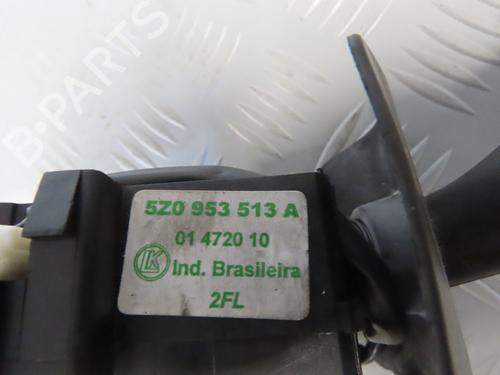 B-PARTS
5Z0 953 513 A
01 4720 10
LK Ind. Brasileira
2FL